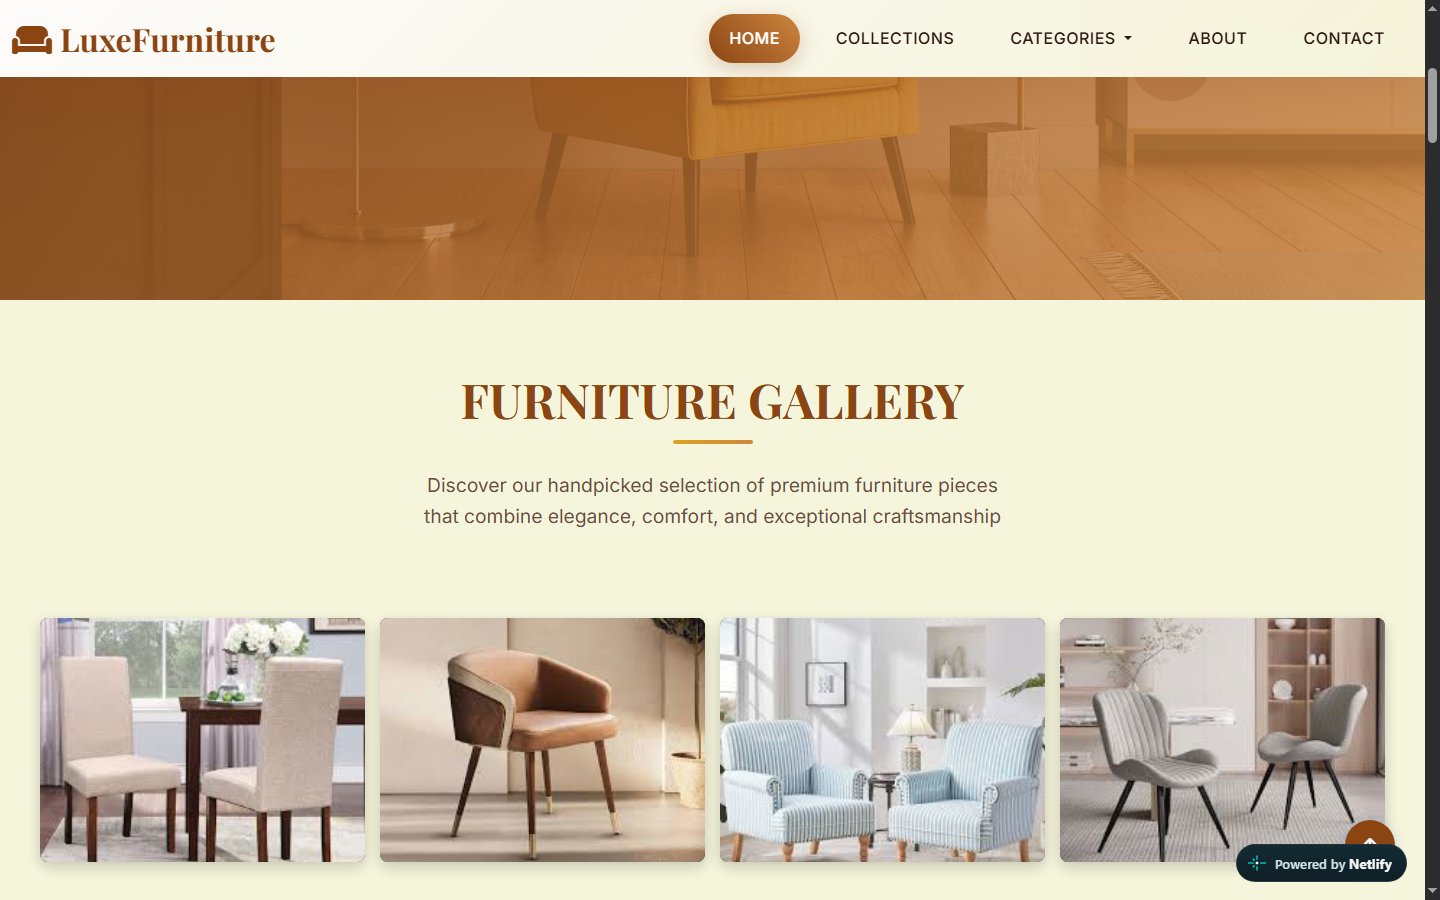 LuxeFurniture
HOME
COLLECTIONS
CATEGORIES
ABOUT
CONTACT
FURNITURE GALLERY
Discover our handpicked selection of premium furniture pieces
that combine elegance, comfort, and exceptional craftsmanship
Powered by Netlify